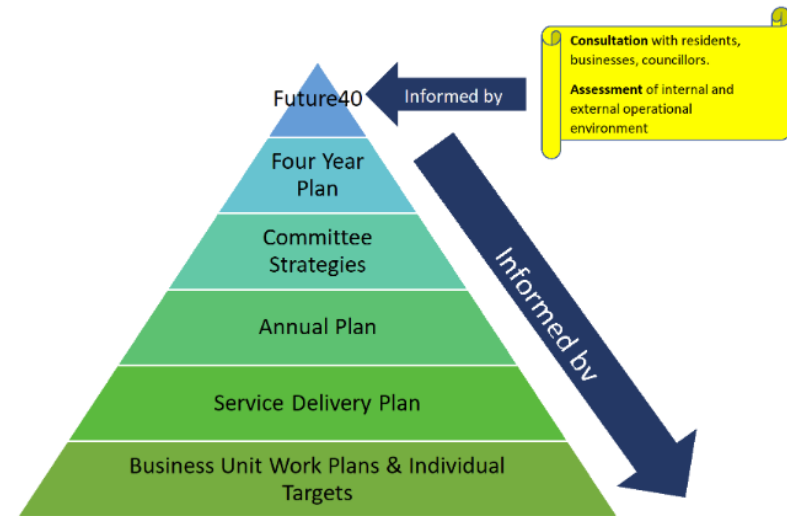 Future40
Informed by
Consultation with residents,
businesses, councillors.
Assessment of internal and
external operational
environment
Four Year
Plan
Committee
Strategies
Informed by
Annual Plan
Service Delivery Plan
Business Unit Work Plans & Individual
Targets